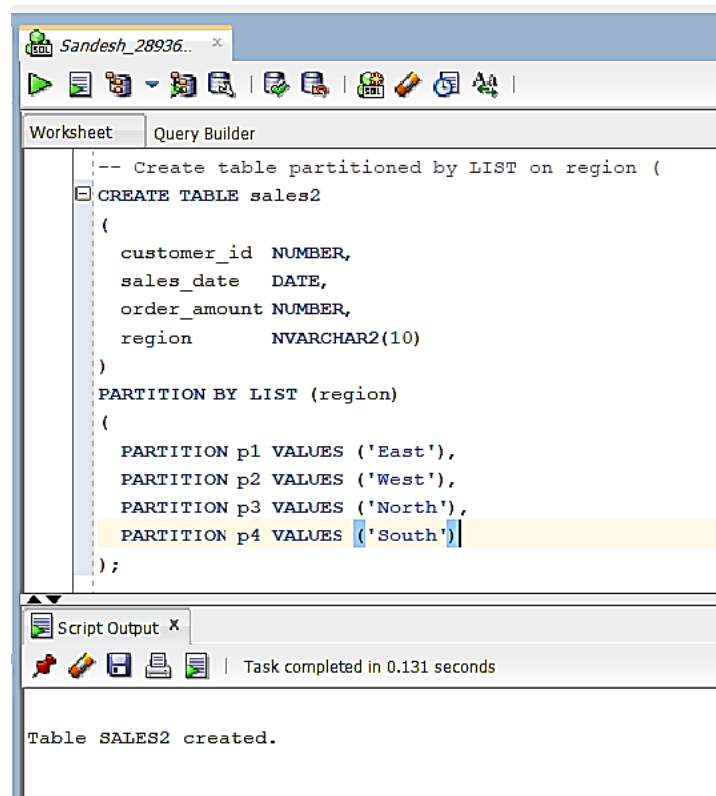 Sandesh_28936...
Worksheet Query Builder
-- Create table partitioned by LIST on region (
CREATE TABLE sales2
(
customer_id NUMBER,
sales_date DATE,
order_amount NUMBER,
region NVARCHAR2(10)
)
PARTITION BY LIST (region)
(
PARTITION p1 VALUES ('East'),
PARTITION p2 VALUES ('West'),
PARTITION p3 VALUES ('North'),
PARTITION p4 VALUES ('South')
);
Script Output x
Task completed in 0.131 seconds
Table SALES2 created.